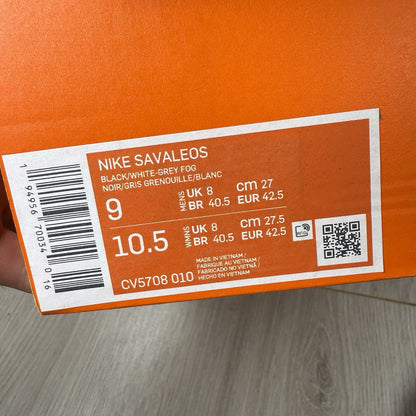 NIKE SAVALEOS
BLACK/WHITE-GREY FOG
NOIR/GRIS GRENOUILLE/BLANC
9 MENS UK 8 cm 27
BR 40.5 EUR 42.5
10.5 WMNS UK 8 cm 27.5
BR 40.5 EUR 42.5
MADE IN VIETNAM /
FABRIQUE AU VIETNAM /
FABRICADO NO VIETNÃ /
HECHO EN VIETNAM
CV5708 010
1 94956 70034 0 16